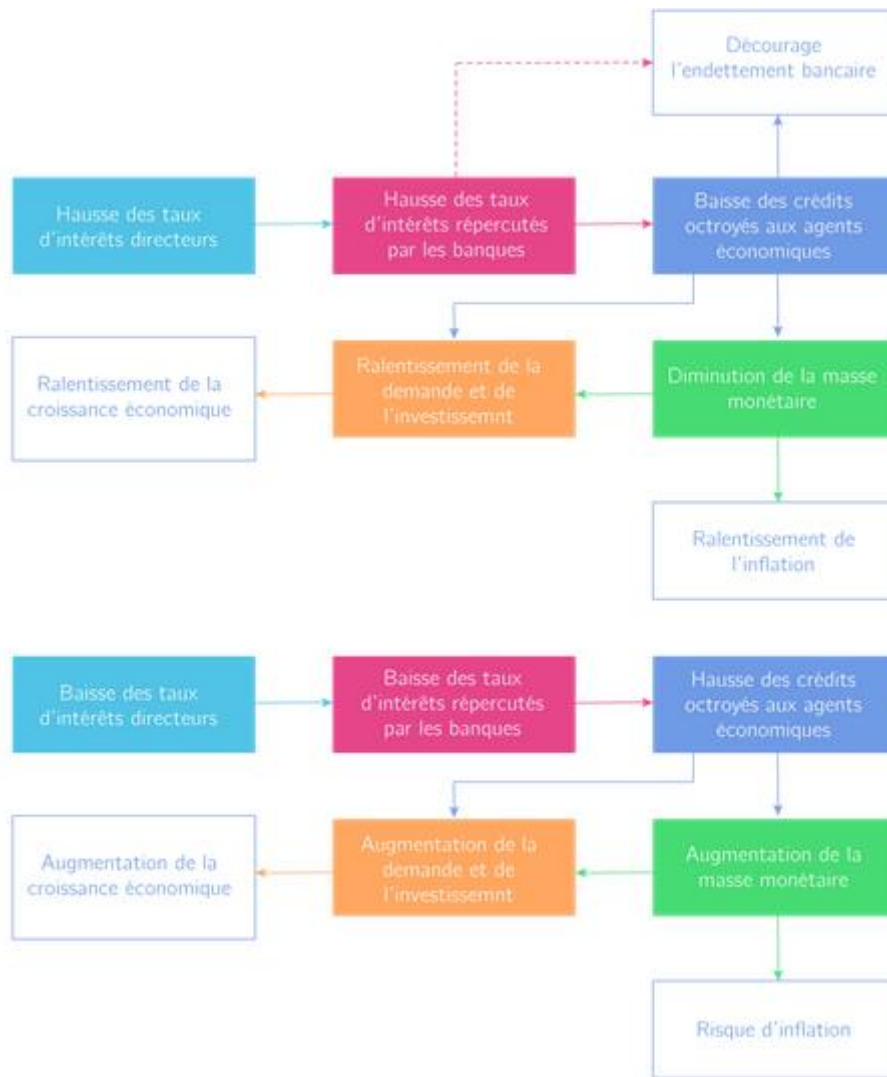 Décourage
l'endettement bancaire
Hausse des taux
d'intérêts directeurs
Hausse des taux
d'intérêts répercutés
par les banques
Baisse des crédits
octroyés aux agents
économiques
Ralentissement de la
croissance économique
Ralentissement de la
demande et de
l'investissemnt
Diminution de la masse
monétaire
Ralentissement de
l'inflation
Baisse des taux
d'intérêts directeurs
Baisse des taux
d'intérêts répercutés
par les banques
Hausse des crédits
octroyés aux agents
économiques
Augmentation de la
croissance économique
Augmentation de la
demande et de
l'investissemnt
Augmentation de la
masse monétaire
Risque d'inflation